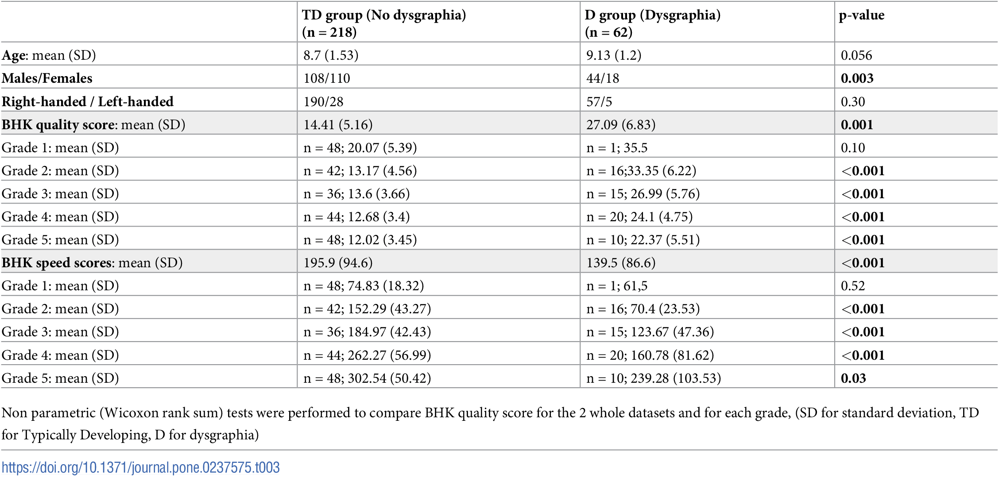 TD group (No dysgraphia) (n = 218) D group (Dysgraphia) (n = 62) p-value
Age: mean (SD) 8.7 (1.53) 9.13 (1.2) 0.056
Males/Females 108/110 44/18 0.003
Right-handed / Left-handed 190/28 57/5 0.30
BHK quality score: mean (SD) 14.41 (5.16) 27.09 (6.83) 0.001
Grade 1: mean (SD) n = 48; 20.07 (5.39) n = 1; 35.5 0.10
Grade 2: mean (SD) n = 42; 13.17 (4.56) n = 16;33.35 (6.22) <0.001
Grade 3: mean (SD) n = 36; 13.6 (3.66) n = 15; 26.99 (5.76) <0.001
Grade 4: mean (SD) n = 44; 12.68 (3.4) n = 20; 24.1 (4.75) <0.001
Grade 5: mean (SD) n = 48; 12.02 (3.45) n = 10; 22.37 (5.51) <0.001
BHK speed scores: mean (SD) 195.9 (94.6) 139.5 (86.6) <0.001
Grade 1: mean (SD) n = 48; 74.83 (18.32) n = 1; 61,5 0.52
Grade 2: mean (SD) n = 42; 152.29 (43.27) n = 16; 70.4 (23.53) <0.001
Grade 3: mean (SD) n = 36; 184.97 (42.43) n = 15; 123.67 (47.36) <0.001
Grade 4: mean (SD) n = 44; 262.27 (56.99) n = 20; 160.78 (81.62) <0.001
Grade 5: mean (SD) n = 48; 302.54 (50.42) n = 10; 239.28 (103.53) 0.03
Non parametric (Wicoxon rank sum) tests were performed to compare BHK quality score for the 2 whole datasets and for each grade, (SD for standard deviation, TD
for Typically Developing, D for dysgraphia)
https://doi.org/10.1371/journal.pone.0237575.t003